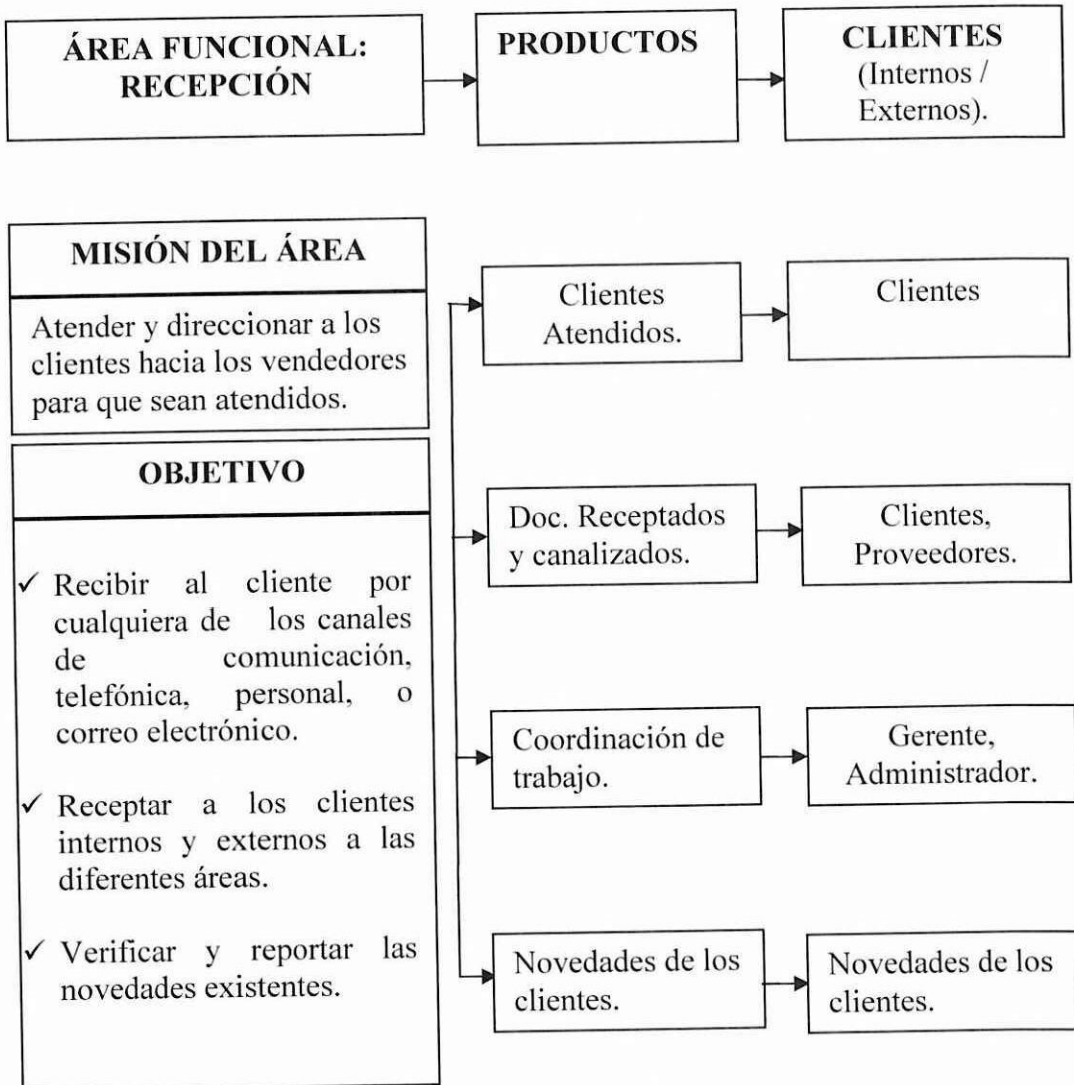 ÁREA FUNCIONAL:
RECEPCIÓN
PRODUCTOS
CLIENTES
(Internos /
Externos).
MISIÓN DEL ÁREA
Atender y direccionar a los
clientes hacia los vendedores
para que sean atendidos.
OBJETIVO
✓ Recibir al cliente por
cualquiera de los canales
de comunicación,
telefónica, personal, o
correo electrónico.
✓ Receptar a los clientes
internos y externos a las
diferentes áreas.
✓ Verificar y reportar las
novedades existentes.
Clientes
Atendidos.
Clientes
Doc. Receptados
y canalizados.
Clientes,
Proveedores.
Coordinación de
trabajo.
Gerente,
Administrador.
Novedades de los
clientes.
Novedades de los
clientes.